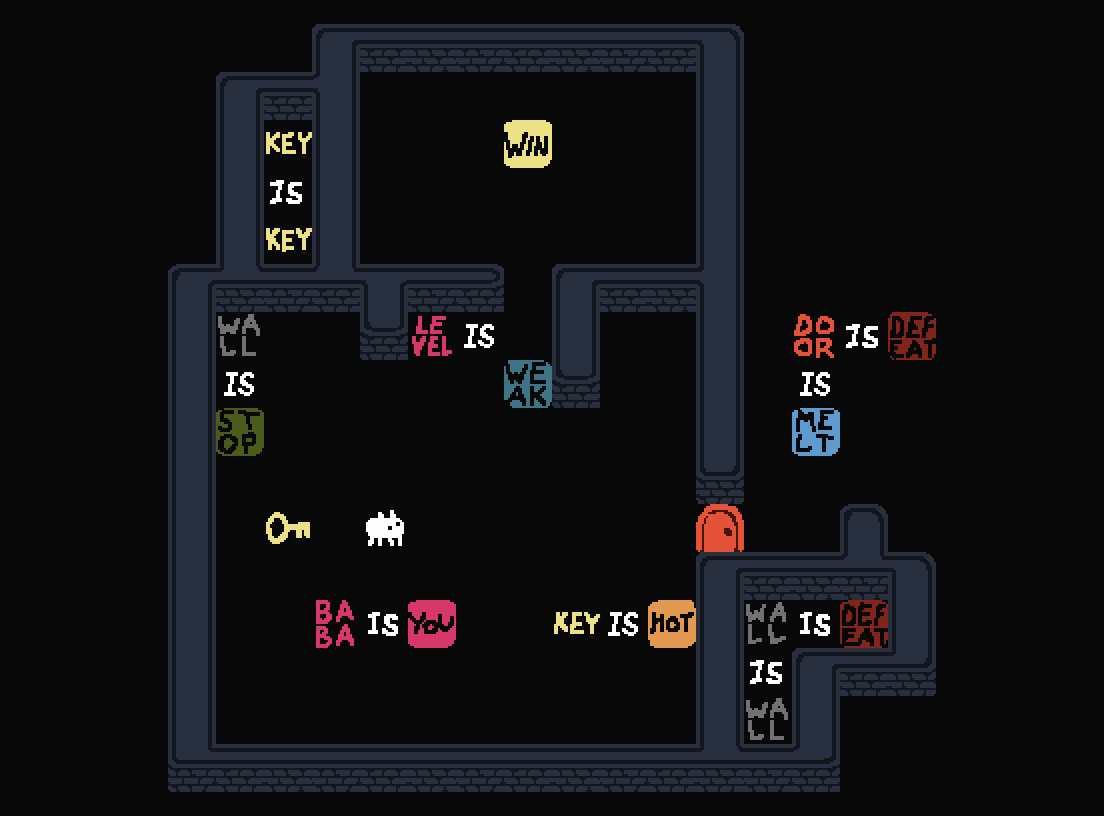 WIN
KEY
IS
KEY
WALL
IS
STOP
LEVEL IS
WEAK
DOOR IS DEFEAT
IS
MELT
BABA IS YOU
KEY IS HOT
WALL IS DEFEAT
IS
WALL